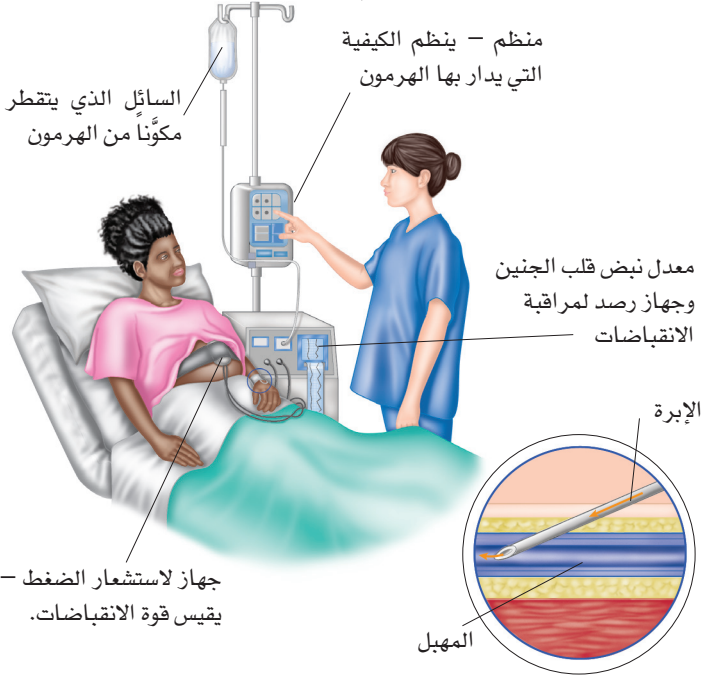 منظم – ينظم الكيفية
التي يدار بها الهرمون
السائل الذي يتقطر
مكوَّناً من الهرمون
معدل نبض قلب الجنين
وجهاز رصد لمراقبة
الانقباضات
الإبرة
جهاز لاستشعار الضغط –
يقيس قوة الانقباضات.
المهبل